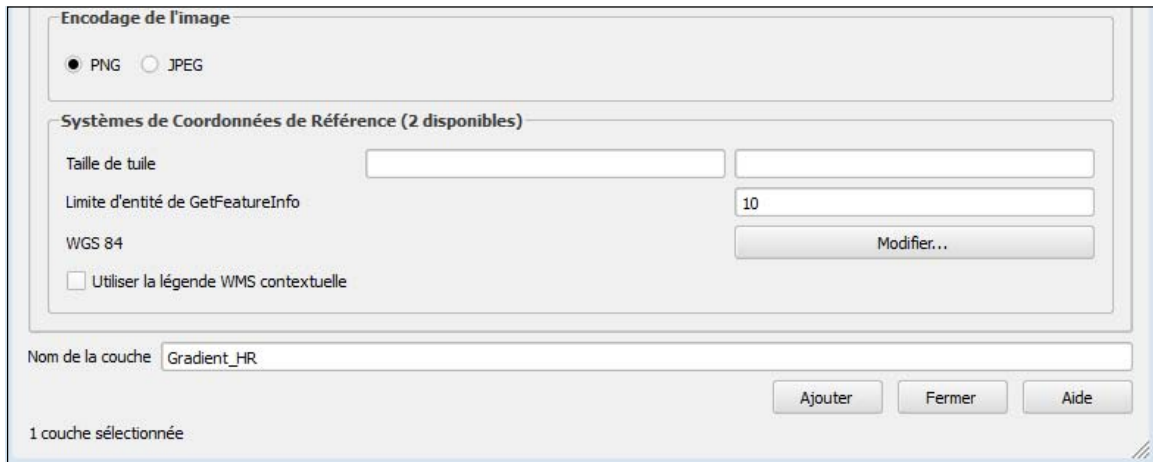 Encodage de l'image
PNG JPEG
Systèmes de Coordonnées de Référence (2 disponibles)
Taille de tuile
Limite d'entité de GetFeatureInfo 10
WGS 84 Modifier...
Utiliser la légende WMS contextuelle
Nom de la couche Gradient_HR
Ajouter Fermer Aide
1 couche sélectionnée